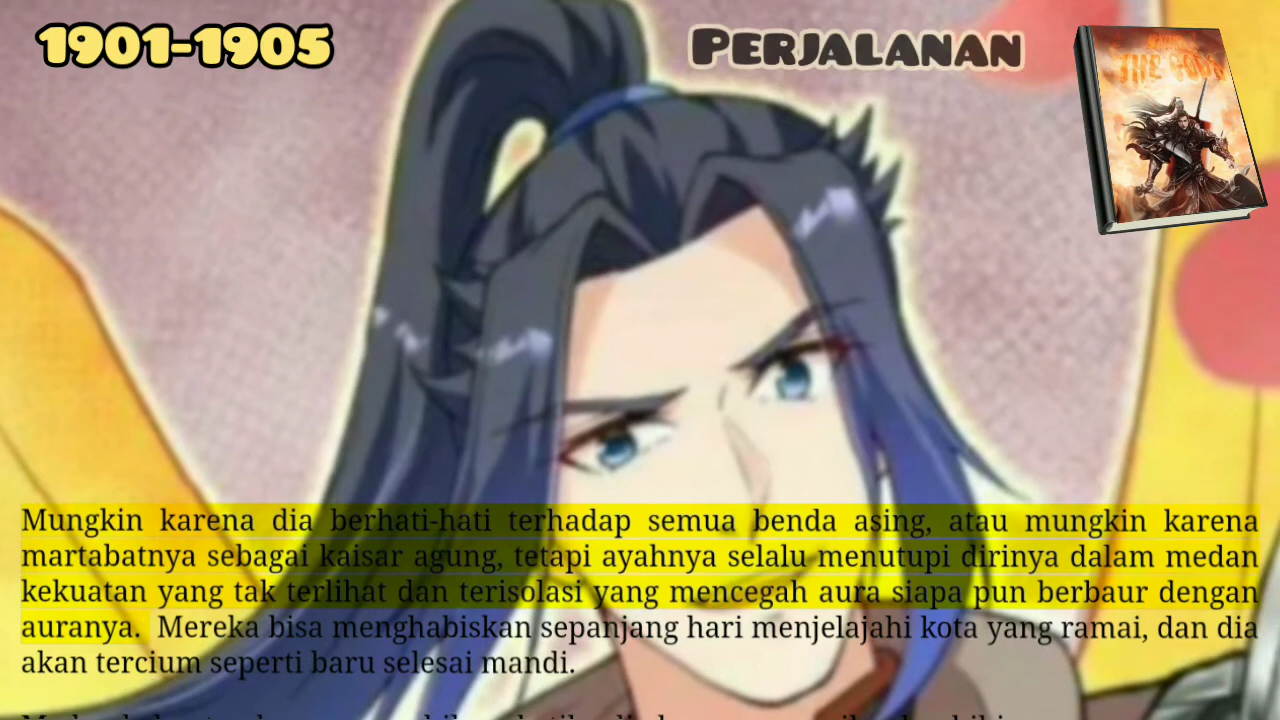 1901-1905
PERJALANAN
THE GODS
Mungkin karena dia berhati-hati terhadap semua benda asing, atau mungkin karena
martabatnya sebagai kaisar agung, tetapi ayahnya selalu menutupi dirinya dalam medan
kekuatan yang tak terlihat dan terisolasi yang mencegah aura siapa pun berbaur dengan
auranya. Mereka bisa menghabiskan sepanjang hari menjelajahi kota yang ramai, dan dia
akan tercium seperti baru selesai mandi.